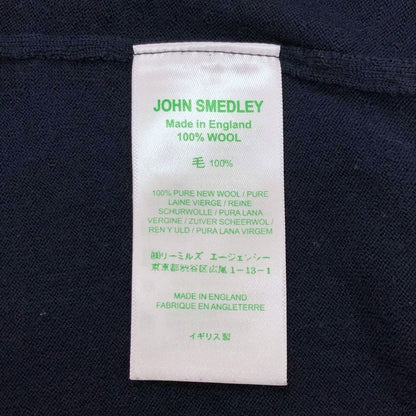 JOHN SMEDLEY
Made in England
100% WOOL
毛 100%
100% PURE NEW WOOL / PURE
LAINE VIERGE / REINE
SCHURWOLLE / PURA LANA
VERGINE / ZUIVER SCHEERWOL /
REN Y ULD / PURA LANA VIRGEM
㈱リーミルズ エージェンシー
東京都渋谷区広尾 1-13-1
MADE IN ENGLAND
FABRIQUE EN ANGLETERRE
イギリス製